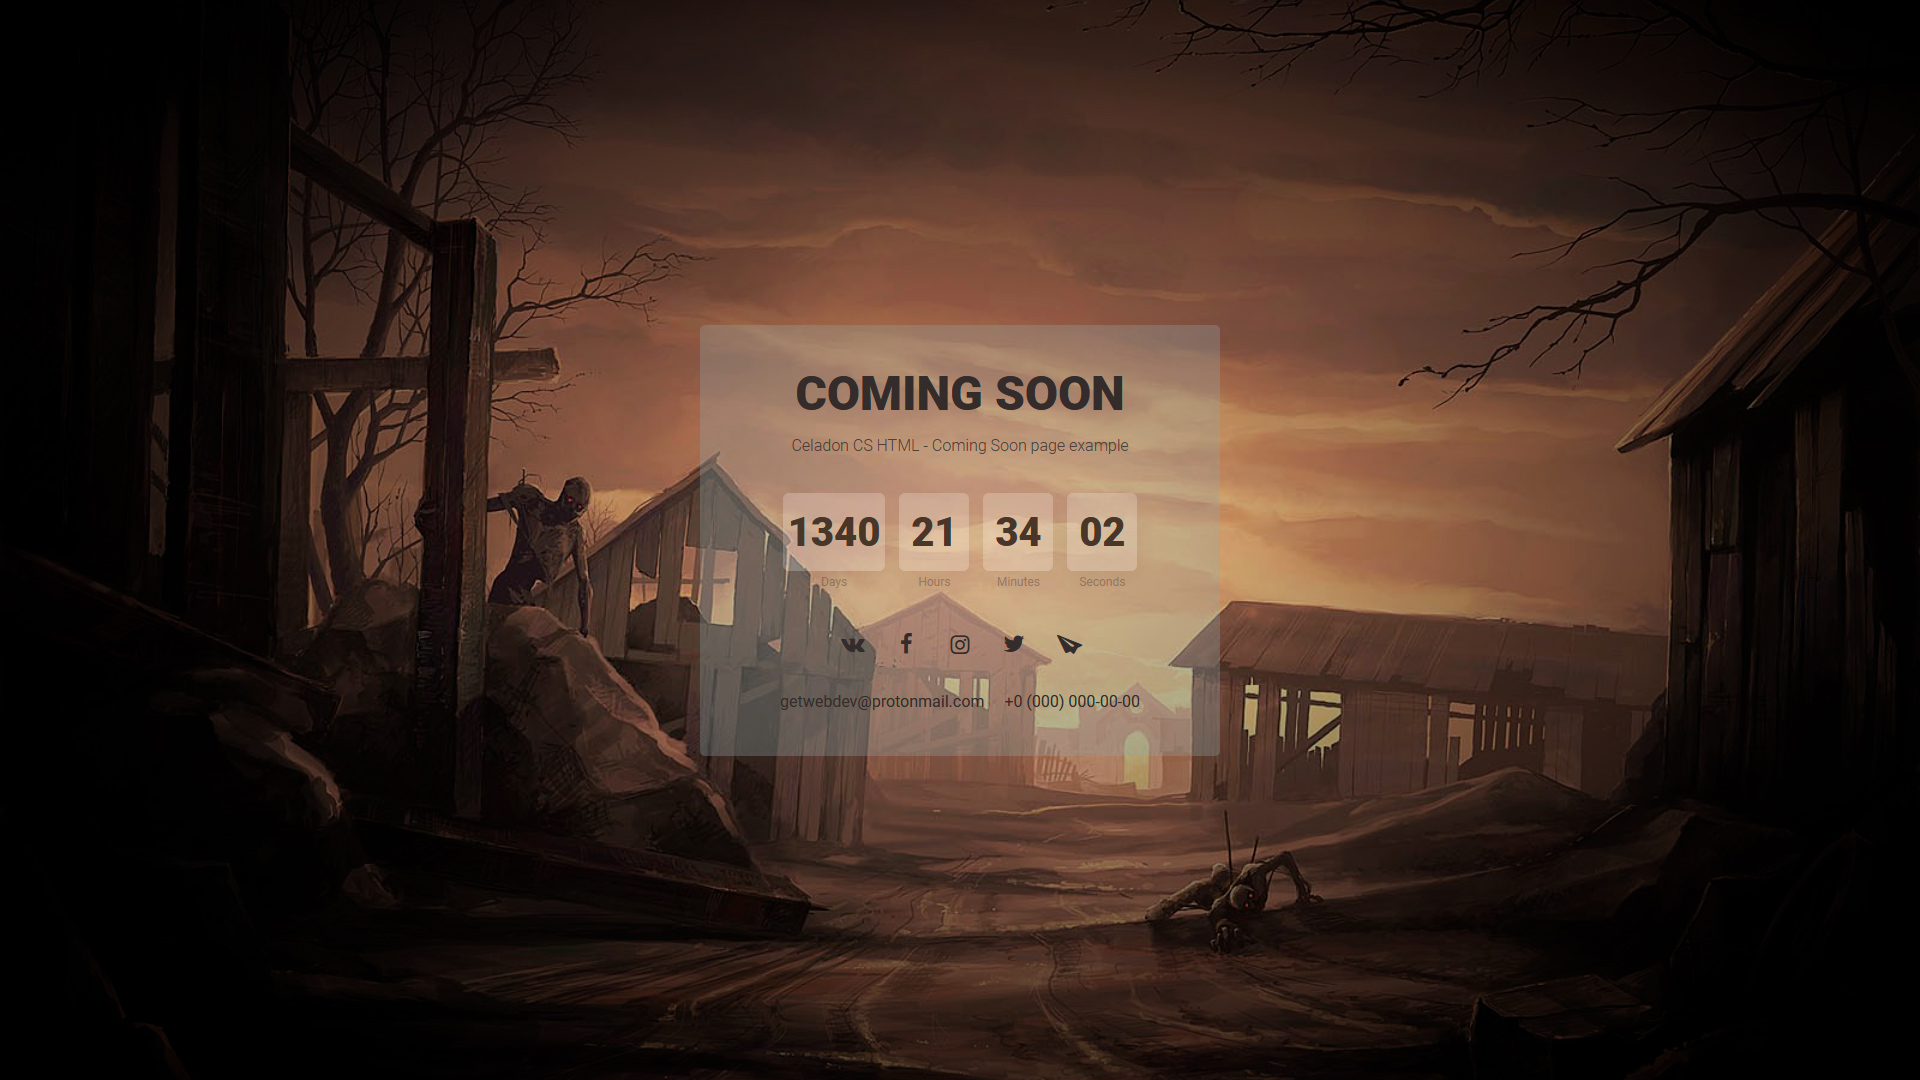 COMING SOON
Celadon CS HTML - Coming Soon page example
1340 21 34 02
Days Hours Minutes Seconds
getwebdev@protonmail.com +0 (000) 000-00-00